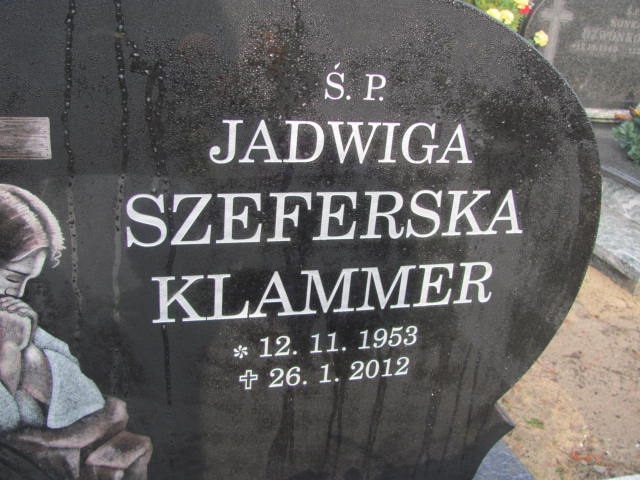 Ś. P.
JADWIGA
SZEFERSKA
KLAMMER
* 12. 11. 1953
✝ 26. 1. 2012